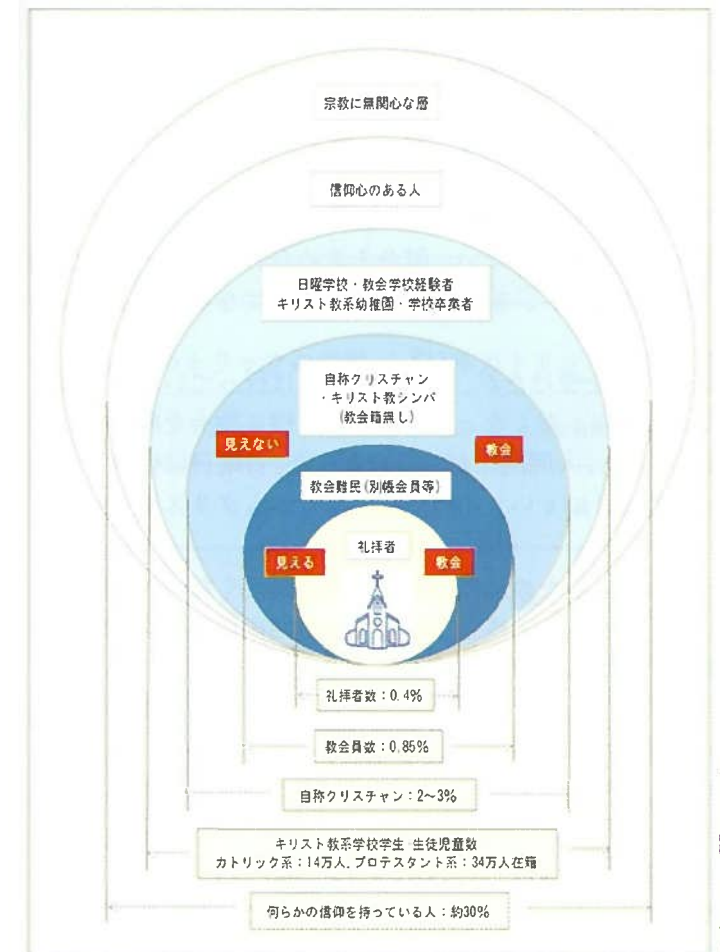 宗教に無関心な層
信仰心のある人
日曜学校・教会学校経験者
キリスト教系幼稚園・学校卒業者
自称クリスチャン
・キリスト教シンパ
(教会籍無し)
見えない
教会
教会難民(別帳会員等)
礼拝者
見える
教会
礼拝者数:0.4%
教会員数:0.85%
自称クリスチャン:2~3%
キリスト教系学校学生・生徒児童数
カトリック系:14万人、プロテスタント系:34万人在籍
何らかの信仰を持っている人:約30%